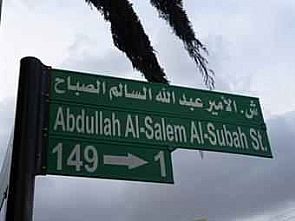 ش. الامير عبد الله السالم الصباح
Abdullah Al-Salem Al-Subah St.
149 → 1